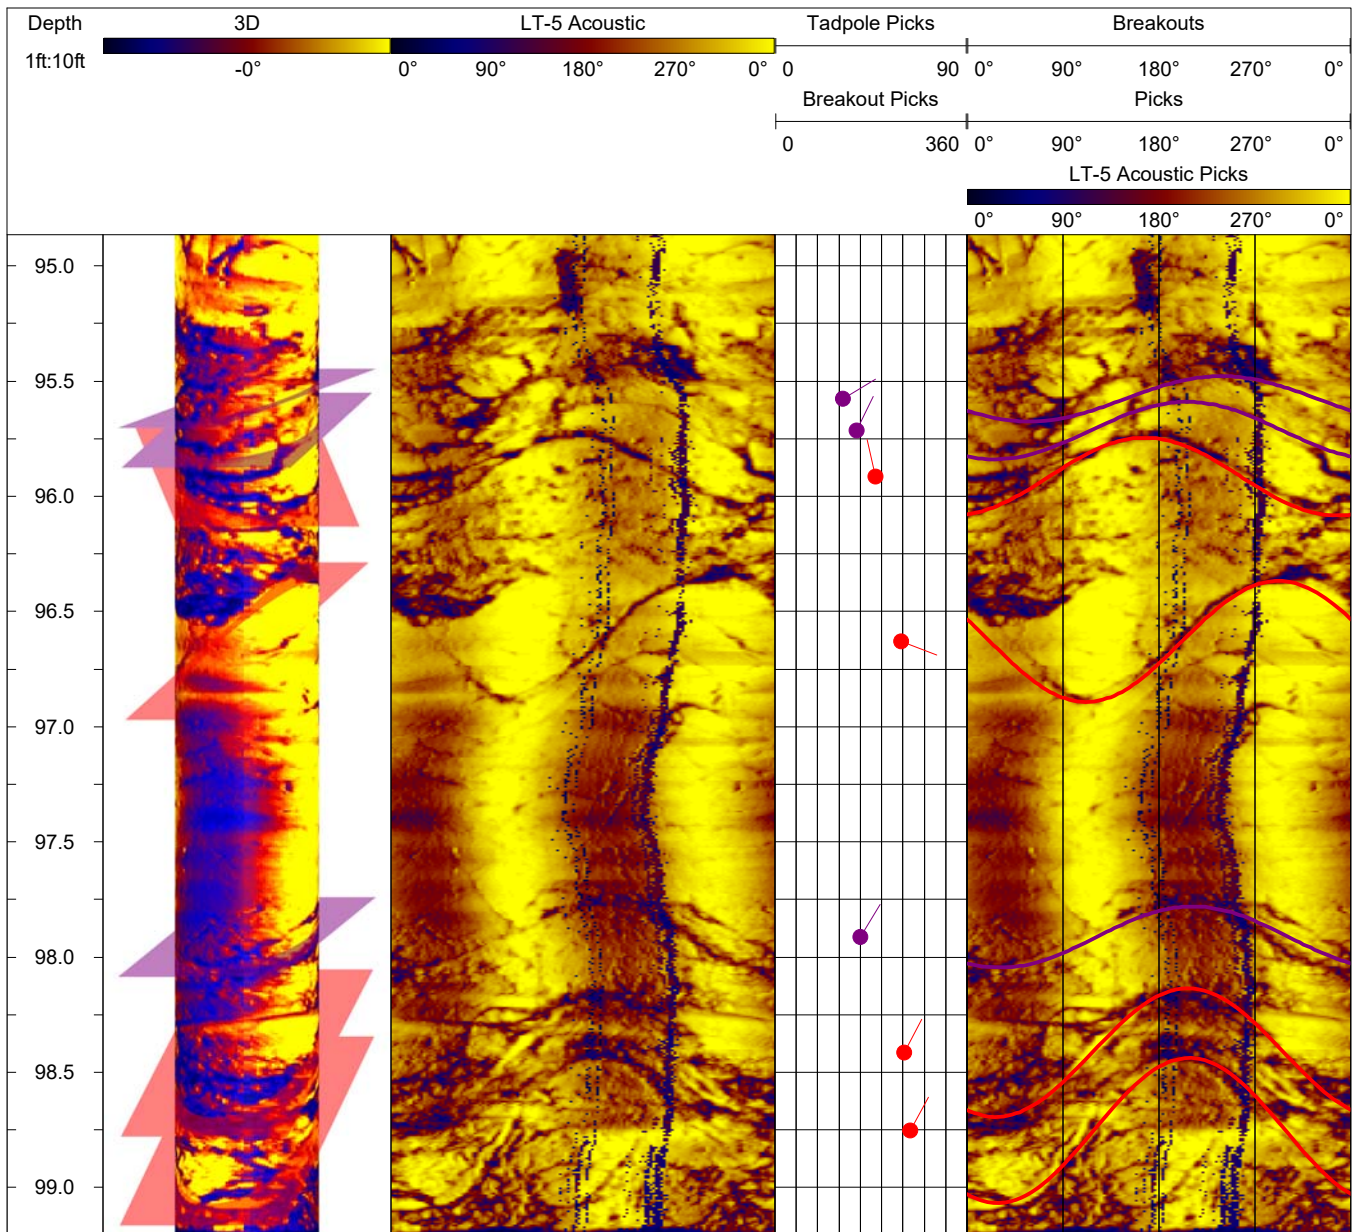 Depth 3D LT-5 Acoustic Tadpole Picks Breakouts
1ft:10ft -0° 0° 90° 180° 270° 0° 0 90 0° 90° 180° 270° 0°
Breakout Picks Picks
0 360 0° 90° 180° 270° 0°
LT-5 Acoustic Picks
0° 90° 180° 270° 0°
95.0
95.5
96.0
96.5
97.0
97.5
98.0
98.5
99.0